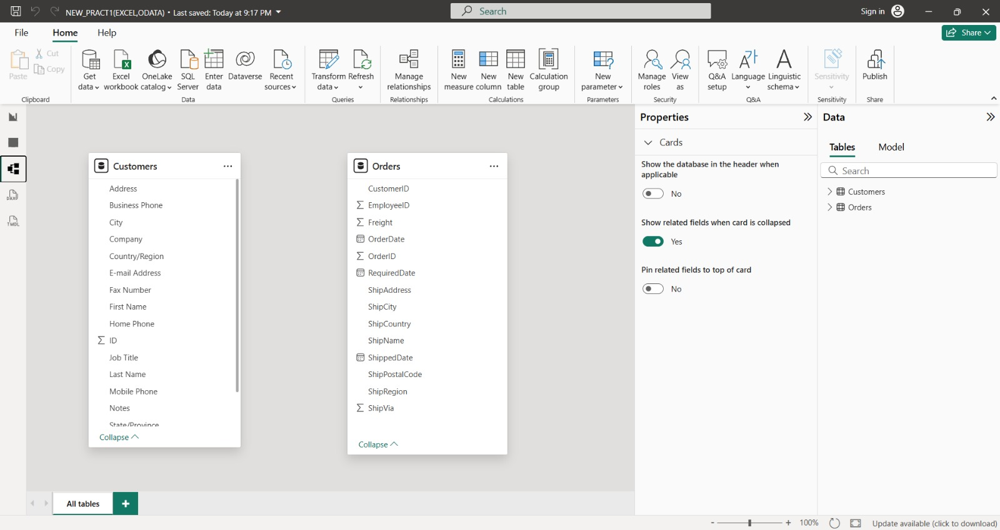 NEW_PRACT1(EXCEL,ODATA) • Last saved: Today at 9:17 PM
Search
Sign in
File
Home
Help
Share
Paste
Cut
Copy
Clipboard
Get data
Excel workbook
OneLake catalog
SQL Server
Enter data
Dataverse
Recent sources
Data
Transform data
Refresh
Queries
Manage relationships
Relationships
New measure
New column
New table
Calculation group
Calculations
New parameter
Parameters
Manage roles
View as
Security
Q&A setup
Language
Linguistic schema
Q&A
Sensitivity
Sensitivity
Publish
Share
DAX
TMDL
Customers
Address
Business Phone
City
Company
Country/Region
E-mail Address
Fax Number
First Name
Home Phone
ID
Job Title
Last Name
Mobile Phone
Notes
State/Province
Collapse
Orders
CustomerID
EmployeeID
Freight
OrderDate
OrderID
RequiredDate
ShipAddress
ShipCity
ShipCountry
ShipName
ShippedDate
ShipPostalCode
ShipRegion
ShipVia
Collapse
Properties
Cards
Show the database in the header when
applicable
No
Show related fields when card is collapsed
Yes
Pin related fields to top of card
No
Data
Tables
Model
Search
Customers
Orders
All tables
- + 100%
Update available (click to download)